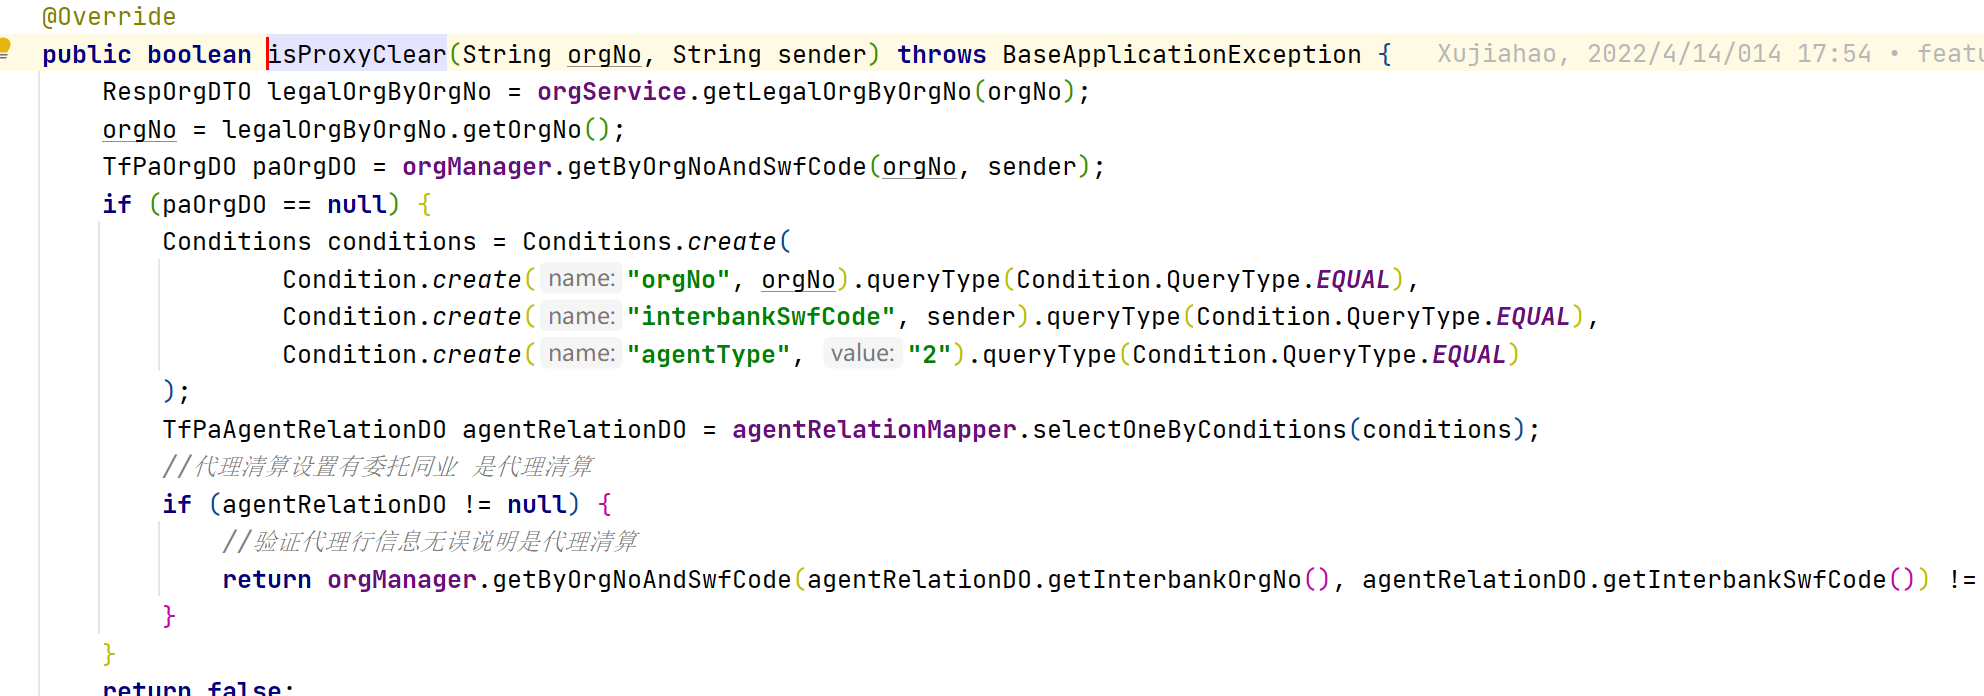 @Override
public boolean isProxyClear(String orgNo, String sender) throws BaseApplicationException {   Xujiahao, 2022/4/14/014 17:54 • featu
RespOrgDTO legalOrgByOrgNo = orgService.getLegalOrgByOrgNo(orgNo);
orgNo = legalOrgByOrgNo.getOrgNo();
TfPaOrgDO paOrgDO = orgManager.getByOrgNoAndSwfCode(orgNo, sender);
if (paOrgDO == null) {
Conditions conditions = Conditions.create(
Condition.create( name: "orgNo", orgNo).queryType(Condition.QueryType.EQUAL),
Condition.create( name: "interbankSwfCode", sender).queryType(Condition.QueryType.EQUAL),
Condition.create( name: "agentType", value: "2").queryType(Condition.QueryType.EQUAL)
);
TfPaAgentRelationDO agentRelationDO = agentRelationMapper.selectOneByConditions(conditions);
//代理清算设置有委托同业 是代理清算
if (agentRelationDO != null) {
//验证代理行信息无误说明是代理清算
return orgManager.getByOrgNoAndSwfCode(agentRelationDO.getInterbankOrgNo(), agentRelationDO.getInterbankSwfCode()) !=
}
}
return false;